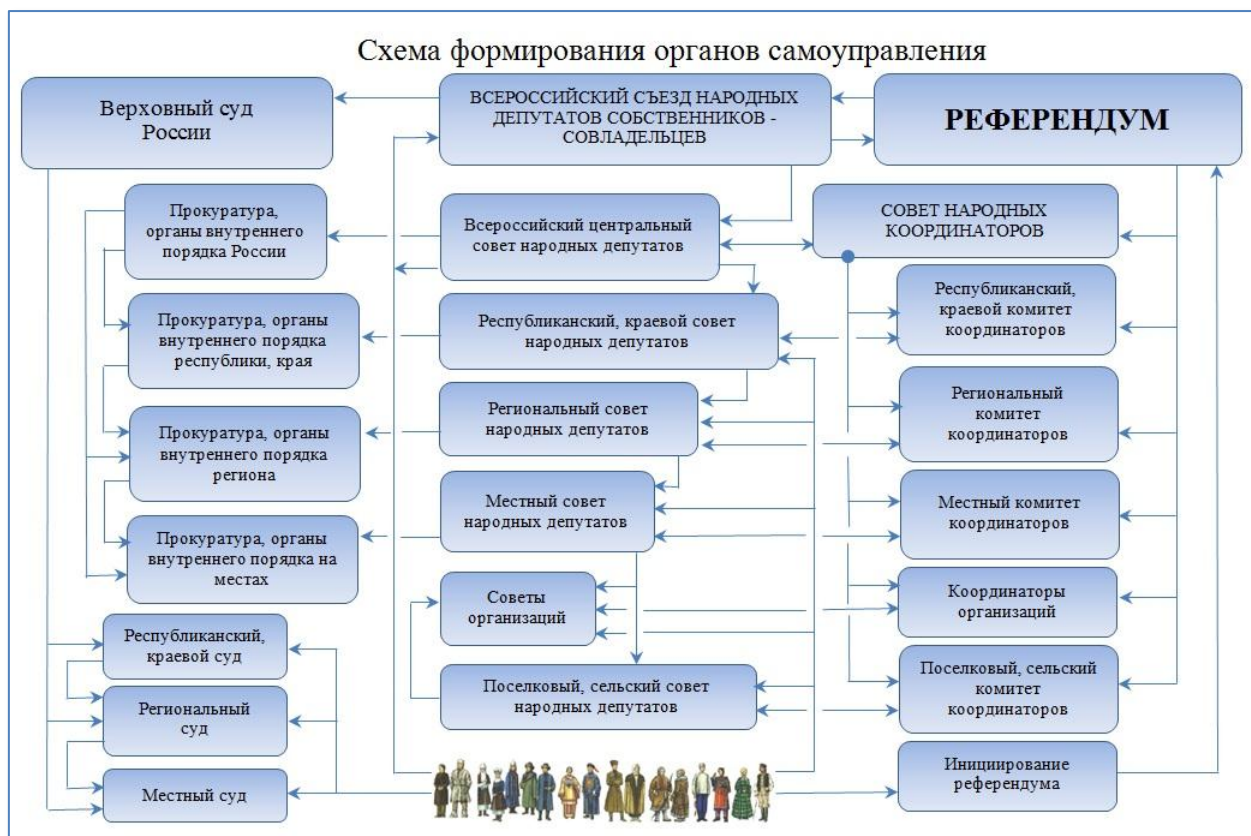 Схема формирования органов самоуправления
Верховный суд
России
ВСЕРОССИЙСКИЙ СЪЕЗД НАРОДНЫХ
ДЕПУТАТОВ СОБСТВЕННИКОВ -
СОВЛАДЕЛЬЦЕВ
РЕФЕРЕНДУМ
Прокуратура,
органы внутреннего
порядка России
Всероссийский центральный
совет народных депутатов
СОВЕТ НАРОДНЫХ
КООРДИНАТОРОВ
Прокуратура, органы
внутреннего порядка
республики, края
Республиканский, краевой совет
народных депутатов
Республиканский,
краевой комитет
координаторов
Прокуратура, органы
внутреннего порядка
региона
Региональный совет
народных депутатов
Региональный
комитет
координаторов
Прокуратура, органы
внутреннего порядка на
местах
Местный совет
народных депутатов
Местный комитет
координаторов
Советы
организаций
Координаторы
организаций
Республиканский,
краевой суд
Поселковый, сельский совет
народных депутатов
Поселковый, сельский
комитет
координаторов
Региональный
суд
Местный суд
Инициирование
референдума